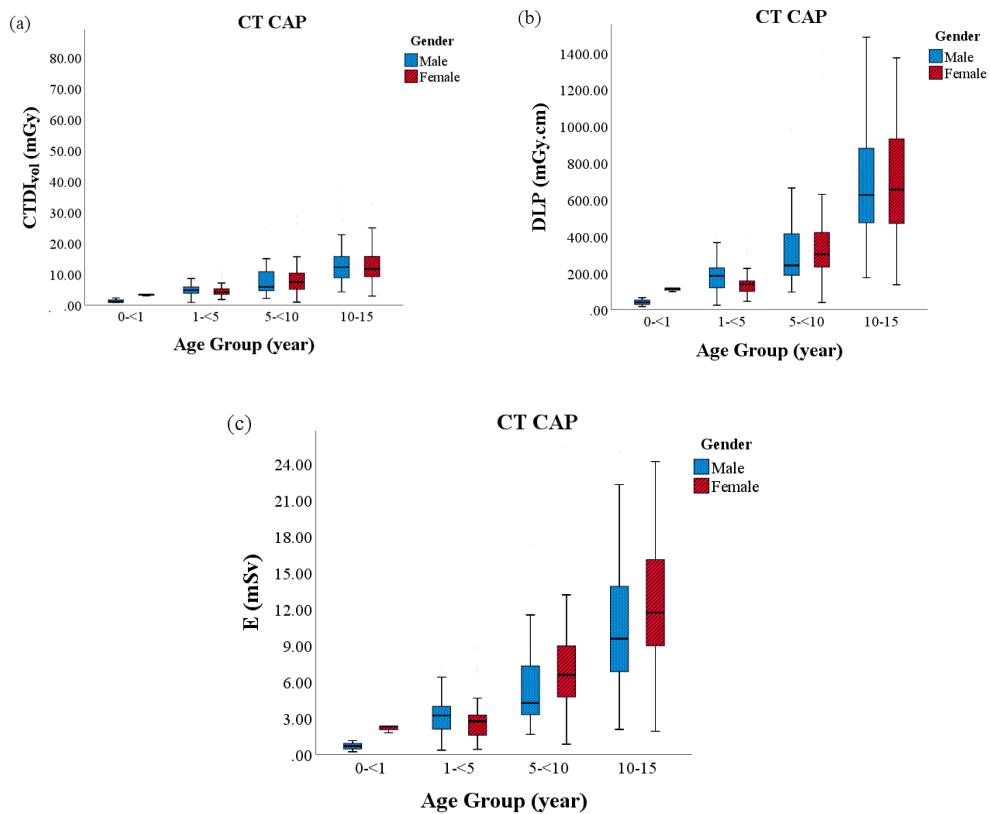 (a)
CT CAP
Gender
Male
Female
CTDIvol (mGy)
80.00
70.00
60.00
50.00
40.00
30.00
20.00
10.00
.00
0-<1 1-<5 5-<10 10-15
Age Group (year)
(b)
CT CAP
Gender
Male
Female
DLP (mGy.cm)
1400.00
1200.00
1000.00
800.00
600.00
400.00
200.00
.00
0-<1 1-<5 5-<10 10-15
Age Group (year)
(c)
CT CAP
Gender
Male
Female
E (mSv)
24.00
21.00
18.00
15.00
12.00
9.00
6.00
3.00
.00
0-<1 1-<5 5-<10 10-15
Age Group (year)